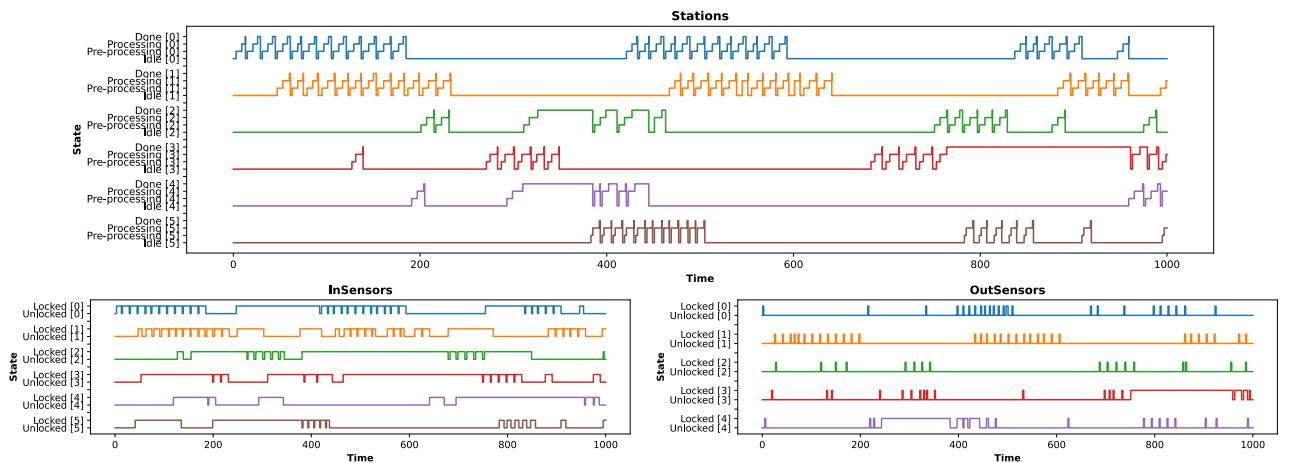 Stations
Done [0]
Processing [0]
Pre-processing [0]
Idle [0]
Done [1]
Processing [1]
Pre-processing [1]
Idle [1]
Done [2]
Processing [2]
Pre-processing [2]
Idle [2]
Done [3]
Processing [3]
Pre-processing [3]
Idle [3]
Done [4]
Processing [4]
Pre-processing [4]
Idle [4]
Done [5]
Processing [5]
Pre-processing [5]
Idle [5]
State
0 200 400 600 800 1000
Time
InSensors
Locked [0]
Unlocked [0]
Locked [1]
Unlocked [1]
Locked [2]
Unlocked [2]
Locked [3]
Unlocked [3]
Locked [4]
Unlocked [4]
Locked [5]
Unlocked [5]
State
0 200 400 600 800 1000
Time
OutSensors
Locked [0]
Unlocked [0]
Locked [1]
Unlocked [1]
Locked [2]
Unlocked [2]
Locked [3]
Unlocked [3]
Locked [4]
Unlocked [4]
State
0 200 400 600 800 1000
Time